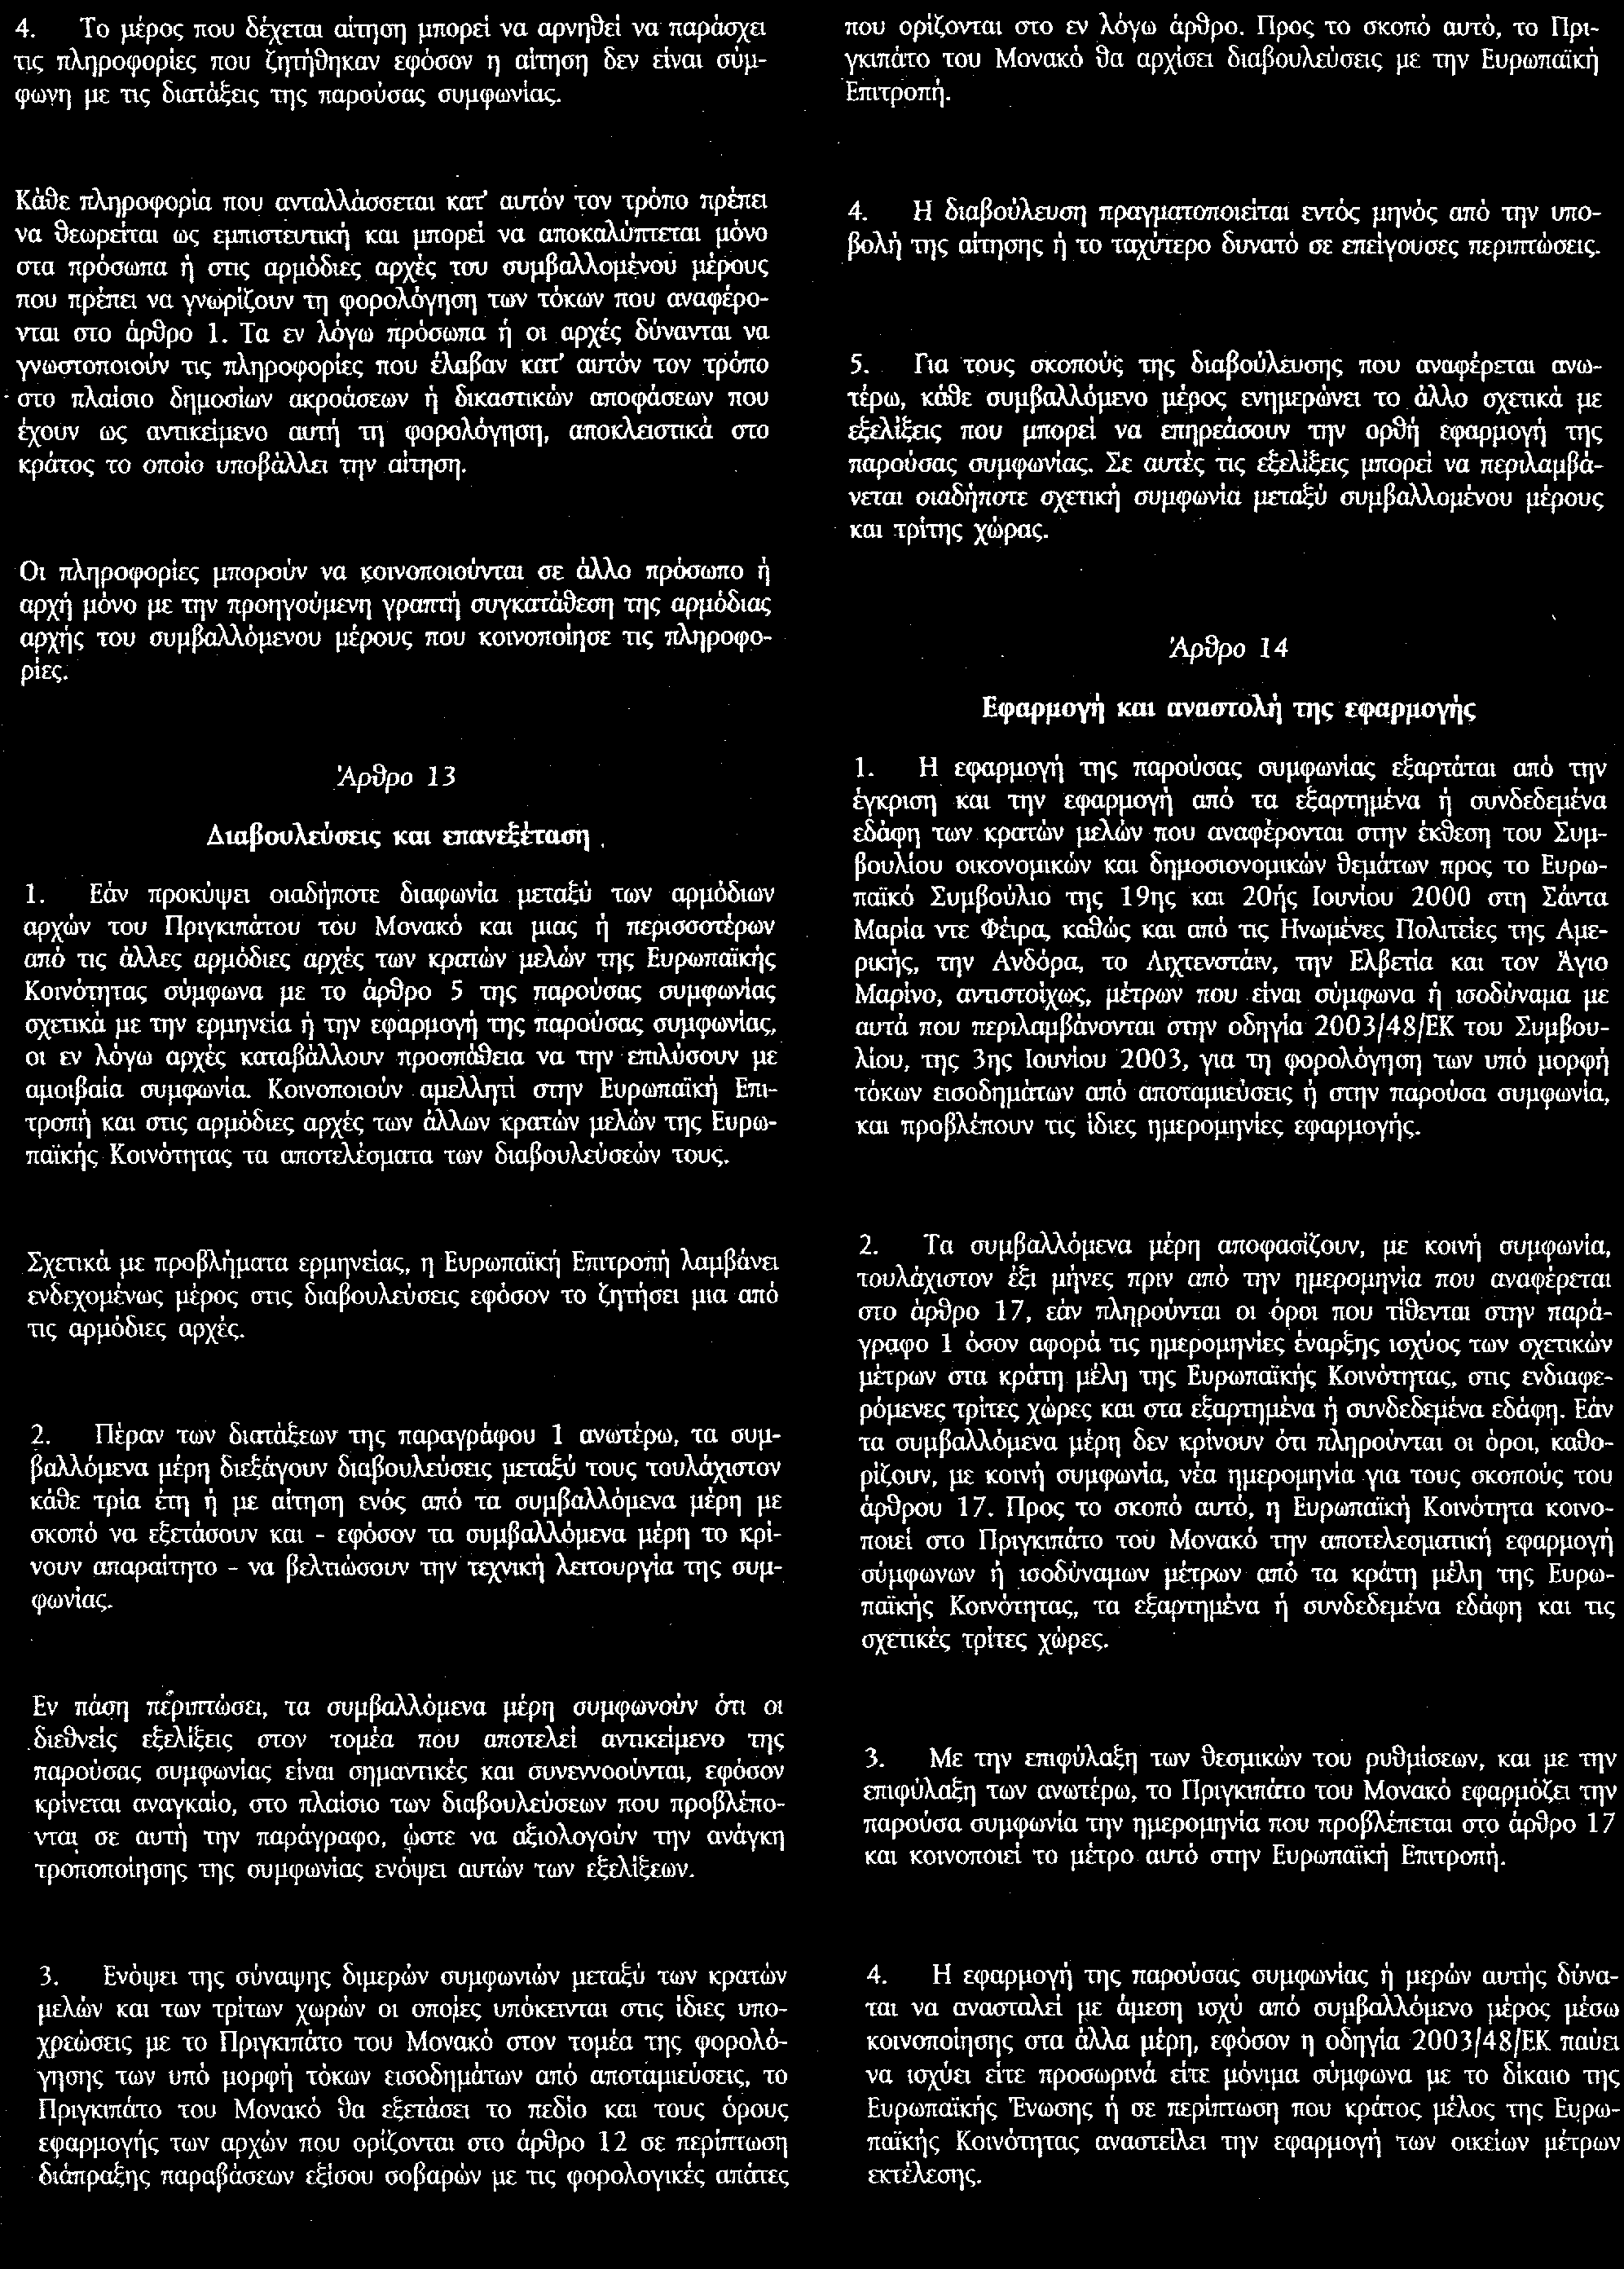 4. Το μέρος που δέχεται αίτηση μπορεί να αρνηθεί να παράσχει
τις πληροφορίες που ζητήθηκαν εφόσον η αίτηση δεν είναι σύμ-
φωνη με τις διατάξεις της παρούσας συμφωνίας.
Κάθε πληροφορία που ανταλλάσσεται κατ' αυτόν τον τρόπο πρέπει
να θεωρείται ως εμπιστευτική και μπορεί να αποκαλύπτεται μόνο
στα πρόσωπα ή στις αρμόδιες αρχές του συμβαλλομένου μέρους
που πρέπει να γνωρίζουν τη φορολόγηση των τόκων που αναφέρο-
νται στο άρθρο 1. Τα εν λόγω πρόσωπα ή οι αρχές δύνανται να
γνωστοποιούν τις πληροφορίες που έλαβαν κατ' αυτόν τον τρόπο
στο πλαίσιο δημοσίων ακροάσεων ή δικαστικών αποφάσεων που
έχουν ως αντικείμενο αυτή τη φορολόγηση, αποκλειστικά στο
κράτος το οποίο υποβάλλει την αίτηση.
Οι πληροφορίες μπορούν να κοινοποιούνται σε άλλο πρόσωπο ή
αρχή μόνο με την προηγούμενη γραπτή συγκατάθεση της αρμόδιας
αρχής του συμβαλλόμενου μέρους που κοινοποίησε τις πληροφο-
ρίες.
Άρθρο 13
Διαβουλεύσεις και επανεξέταση
1. Εάν προκύψει οιαδήποτε διαφωνία μεταξύ των αρμόδιων
αρχών του Πριγκιπάτου του Μονακό και μιας ή περισσοτέρων
από τις άλλες αρμόδιες αρχές των κρατών μελών της Ευρωπαϊκής
Κοινότητας σύμφωνα με το άρθρο 5 της παρούσας συμφωνίας
σχετικά με την ερμηνεία ή την εφαρμογή της παρούσας συμφωνίας,
οι εν λόγω αρχές καταβάλλουν προσπάθεια να την επιλύσουν με
αμοιβαία συμφωνία. Κοινοποιούν αμελλητί στην Ευρωπαϊκή Επι-
τροπή και στις αρμόδιες αρχές των άλλων κρατών μελών της Ευρω-
παϊκής Κοινότητας τα αποτελέσματα των διαβουλεύσεών τους.
Σχετικά με προβλήματα ερμηνείας, η Ευρωπαϊκή Επιτροπή λαμβάνει
ενδεχομένως μέρος στις διαβουλεύσεις εφόσον το ζητήσει μια από
τις αρμόδιες αρχές.
2. Πέραν των διατάξεων της παραγράφου 1 ανωτέρω, τα συμ-
βαλλόμενα μέρη διεξάγουν διαβουλεύσεις μεταξύ τους τουλάχιστον
κάθε τρία έτη ή με αίτηση ενός από τα συμβαλλόμενα μέρη με
σκοπό να εξετάσουν και - εφόσον τα συμβαλλόμενα μέρη το κρί-
νουν απαραίτητο - να βελτιώσουν την τεχνική λειτουργία της συμ-
φωνίας.
Εν πάση περιπτώσει, τα συμβαλλόμενα μέρη συμφωνούν ότι οι
διεθνείς εξελίξεις στον τομέα που αποτελεί αντικείμενο της
παρούσας συμφωνίας είναι σημαντικές και συνεννοούνται, εφόσον
κρίνεται αναγκαίο, στο πλαίσιο των διαβουλεύσεων που προβλέπο-
νται σε αυτή την παράγραφο, ώστε να αξιολογούν την ανάγκη
τροποποίησης της συμφωνίας ενόψει αυτών των εξελίξεων.
3. Ενόψει της σύναψης διμερών συμφωνιών μεταξύ των κρατών
μελών και των τρίτων χωρών οι οποίες υπόκεινται στις ίδιες υπο-
χρεώσεις με το Πριγκιπάτο του Μονακό στον τομέα της φορολό-
γησης των υπό μορφή τόκων εισοδημάτων από αποταμιεύσεις, το
Πριγκιπάτο του Μονακό θα εξετάσει το πεδίο και τους όρους
εφαρμογής των αρχών που ορίζονται στο άρθρο 12 σε περίπτωση
διάπραξης παραβάσεων εξίσου σοβαρών με τις φορολογικές απάτες
που ορίζονται στο εν λόγω άρθρο. Προς το σκοπό αυτό, το Πρι-
γκιπάτο του Μονακό θα αρχίσει διαβουλεύσεις με την Ευρωπαϊκή
Επιτροπή.
4. Η διαβούλευση πραγματοποιείται εντός μηνός από την υπο-
βολή της αίτησης ή το ταχύτερο δυνατό σε επείγουσες περιπτώσεις.
5. Για τους σκοπούς της διαβούλευσης που αναφέρεται ανω-
τέρω, κάθε συμβαλλόμενο μέρος ενημερώνει το άλλο σχετικά με
εξελίξεις που μπορεί να επηρεάσουν την ορθή εφαρμογή της
παρούσας συμφωνίας. Σε αυτές τις εξελίξεις μπορεί να περιλαμβά-
νεται οιαδήποτε σχετική συμφωνία μεταξύ συμβαλλομένου μέρους
και τρίτης χώρας.
Άρθρο 14
Εφαρμογή και αναστολή της εφαρμογής
1. Η εφαρμογή της παρούσας συμφωνίας εξαρτάται από την
έγκριση και την εφαρμογή από τα εξαρτημένα ή συνδεδεμένα
εδάφη των κρατών μελών που αναφέρονται στην έκθεση του Συμ-
βουλίου οικονομικών και δημοσιονομικών θεμάτων προς το Ευρω-
παϊκό Συμβούλιο της 19ης και 20ής Ιουνίου 2000 στη Σάντα
Μαρία ντε Φέιρα, καθώς και από τις Ηνωμένες Πολιτείες της Αμε-
ρικής, την Ανδόρα, το Λιχτενστάιν, την Ελβετία και τον Άγιο
Μαρίνο, αντιστοίχως, μέτρων που είναι σύμφωνα ή ισοδύναμα με
αυτά που περιλαμβάνονται στην οδηγία 2003/48/ΕΚ του Συμβου-
λίου, της 3ης Ιουνίου 2003, για τη φορολόγηση των υπό μορφή
τόκων εισοδημάτων από αποταμιεύσεις ή στην παρούσα συμφωνία,
και προβλέπουν τις ίδιες ημερομηνίες εφαρμογής.
2. Τα συμβαλλόμενα μέρη αποφασίζουν, με κοινή συμφωνία,
τουλάχιστον έξι μήνες πριν από την ημερομηνία που αναφέρεται
στο άρθρο 17, εάν πληρούνται οι όροι που τίθενται στην παρά-
γραφο 1 όσον αφορά τις ημερομηνίες έναρξης ισχύος των σχετικών
μέτρων στα κράτη μέλη της Ευρωπαϊκής Κοινότητας, στις ενδιαφε-
ρόμενες τρίτες χώρες και στα εξαρτημένα ή συνδεδεμένα εδάφη. Εάν
τα συμβαλλόμενα μέρη δεν κρίνουν ότι πληρούνται οι όροι, καθο-
ρίζουν, με κοινή συμφωνία, νέα ημερομηνία για τους σκοπούς του
άρθρου 17. Προς το σκοπό αυτό, η Ευρωπαϊκή Κοινότητα κοινο-
ποιεί στο Πριγκιπάτο του Μονακό την αποτελεσματική εφαρμογή
σύμφωνων ή ισοδύναμων μέτρων από τα κράτη μέλη της Ευρω-
παϊκής Κοινότητας, τα εξαρτημένα ή συνδεδεμένα εδάφη και τις
σχετικές τρίτες χώρες.
3. Με την επιφύλαξη των θεσμικών του ρυθμίσεων, και με την
επιφύλαξη των ανωτέρω, το Πριγκιπάτο του Μονακό εφαρμόζει την
παρούσα συμφωνία την ημερομηνία που προβλέπεται στο άρθρο 17
και κοινοποιεί το μέτρο αυτό στην Ευρωπαϊκή Επιτροπή.
4. Η εφαρμογή της παρούσας συμφωνίας ή μερών αυτής δύνα-
ται να ανασταλεί με άμεση ισχύ από συμβαλλόμενο μέρος μέσω
κοινοποίησης στα άλλα μέρη, εφόσον η οδηγία 2003/48/ΕΚ παύει
να ισχύει είτε προσωρινά είτε μόνιμα σύμφωνα με το δίκαιο της
Ευρωπαϊκής Ένωσης ή σε περίπτωση που κράτος μέλος της Ευρω-
παϊκής Κοινότητας αναστείλει την εφαρμογή των οικείων μέτρων
εκτέλεσης.